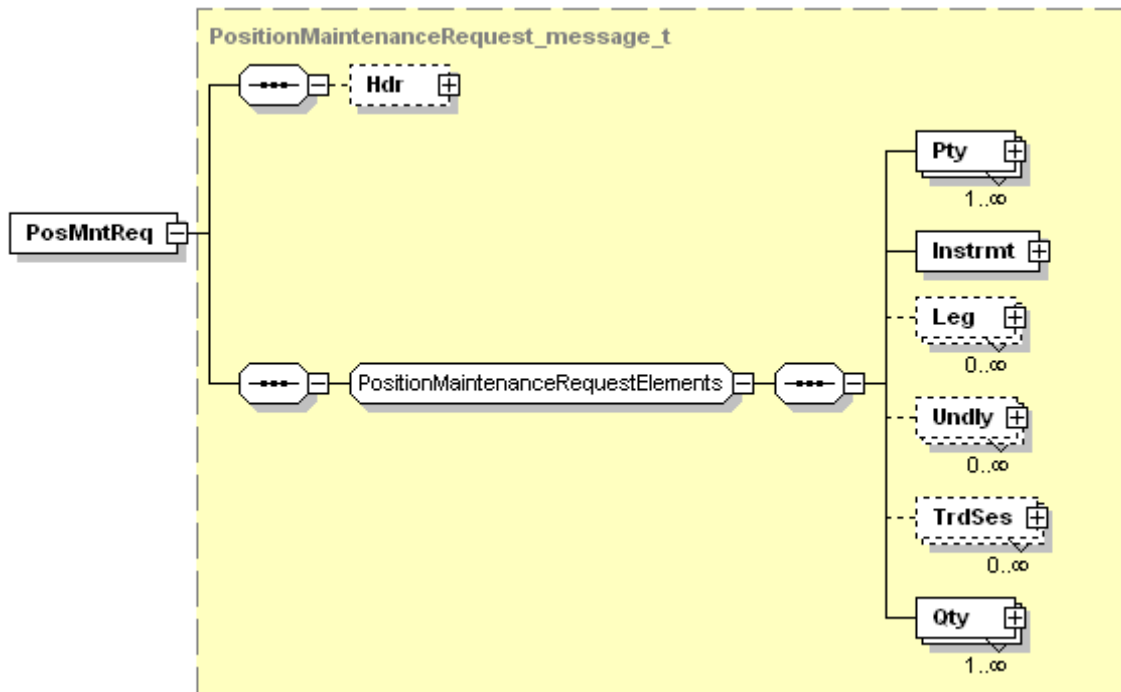 PositionMaintenanceRequest_message_t
Hdr
Pty
1..∞
PosMntReq
Instrmt
Leg
0..∞
PositionMaintenanceRequestElements
Undly
0..∞
TrdSes
0..∞
Qty
1..∞